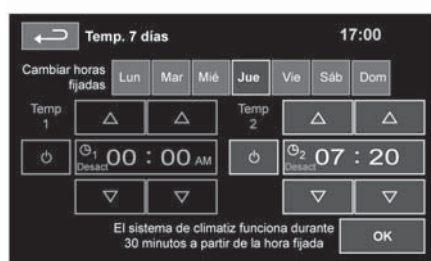 Temp. 7 días 17:00
Cambiar horas fijadas
Lun Mar Mié Jue Vie Sáb Dom
Temp 1
Temp 2
1 Desact 00 : 00 AM
2 Desact 07 : 20
El sistema de climatiz funciona durante
30 minutos a partir de la hora fijada
OK